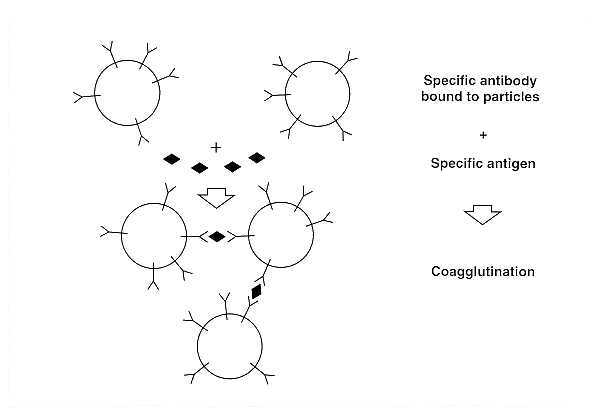 Specific antibody
bound to particles
+
+
Specific antigen
Coagglutination